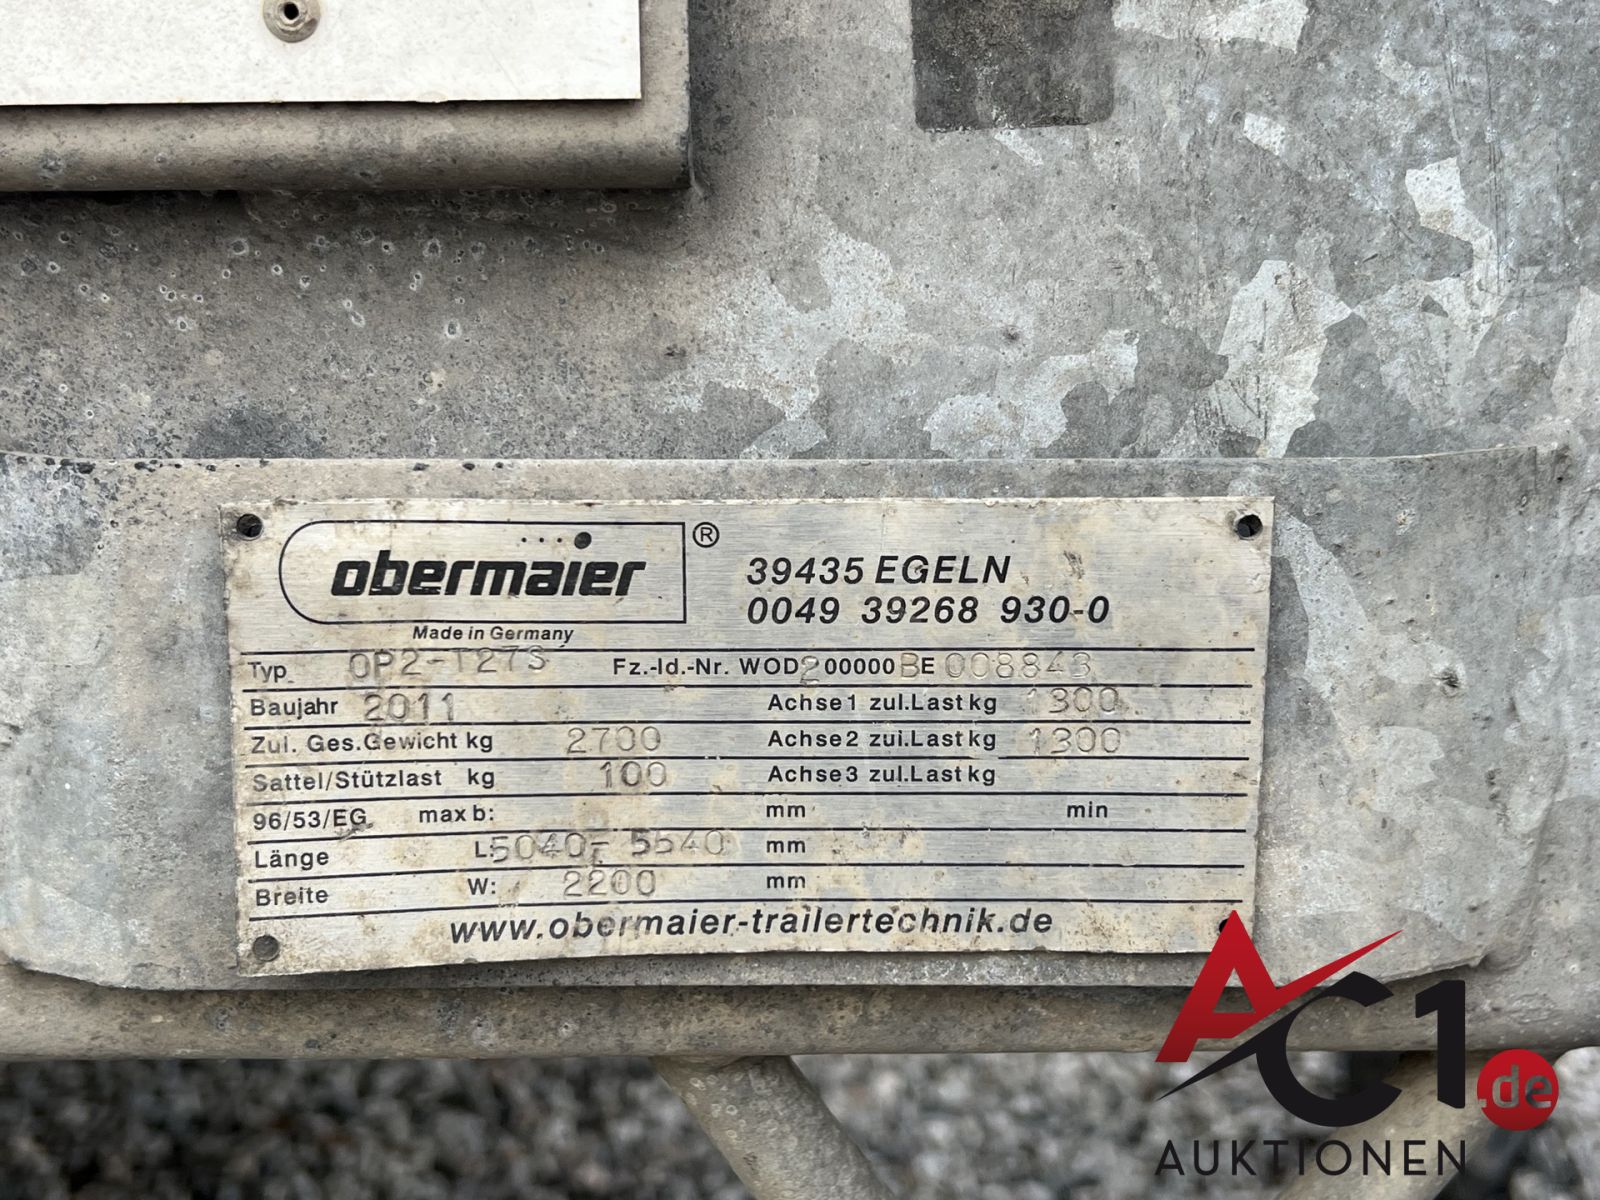 obermaier ®
Made in Germany
39435 EGELN
0049 39268 930-0
Typ OP2-T27S Fz.-Id.-Nr. WOD200000BE008843
Baujahr 2011 Achse1 zul.Last kg 1300
Zul. Ges.Gewicht kg 2700 Achse2 zul.Last kg 1300
Sattel/Stützlast kg 100 Achse3 zul.Last kg
96/53/EG max b: mm min
Länge L: 5040-5540 mm
Breite W: 2200 mm
www.obermaier-trailertechnik.de
AC1.de
AUKTIONEN